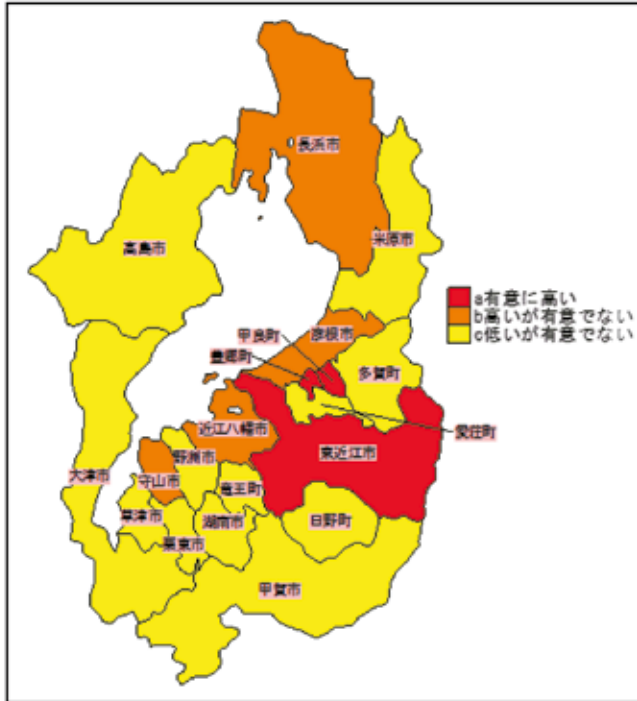 長浜市
高島市
米原市
a有意に高い
b高いが有意でない
c低いが有意でない
彦根市
甲良町
豊郷町
多賀町
近江八幡市
愛荘町
野洲市
東近江市
大津市
守山市
竜王町
草津市
湖南市
日野町
栗東市
甲賀市